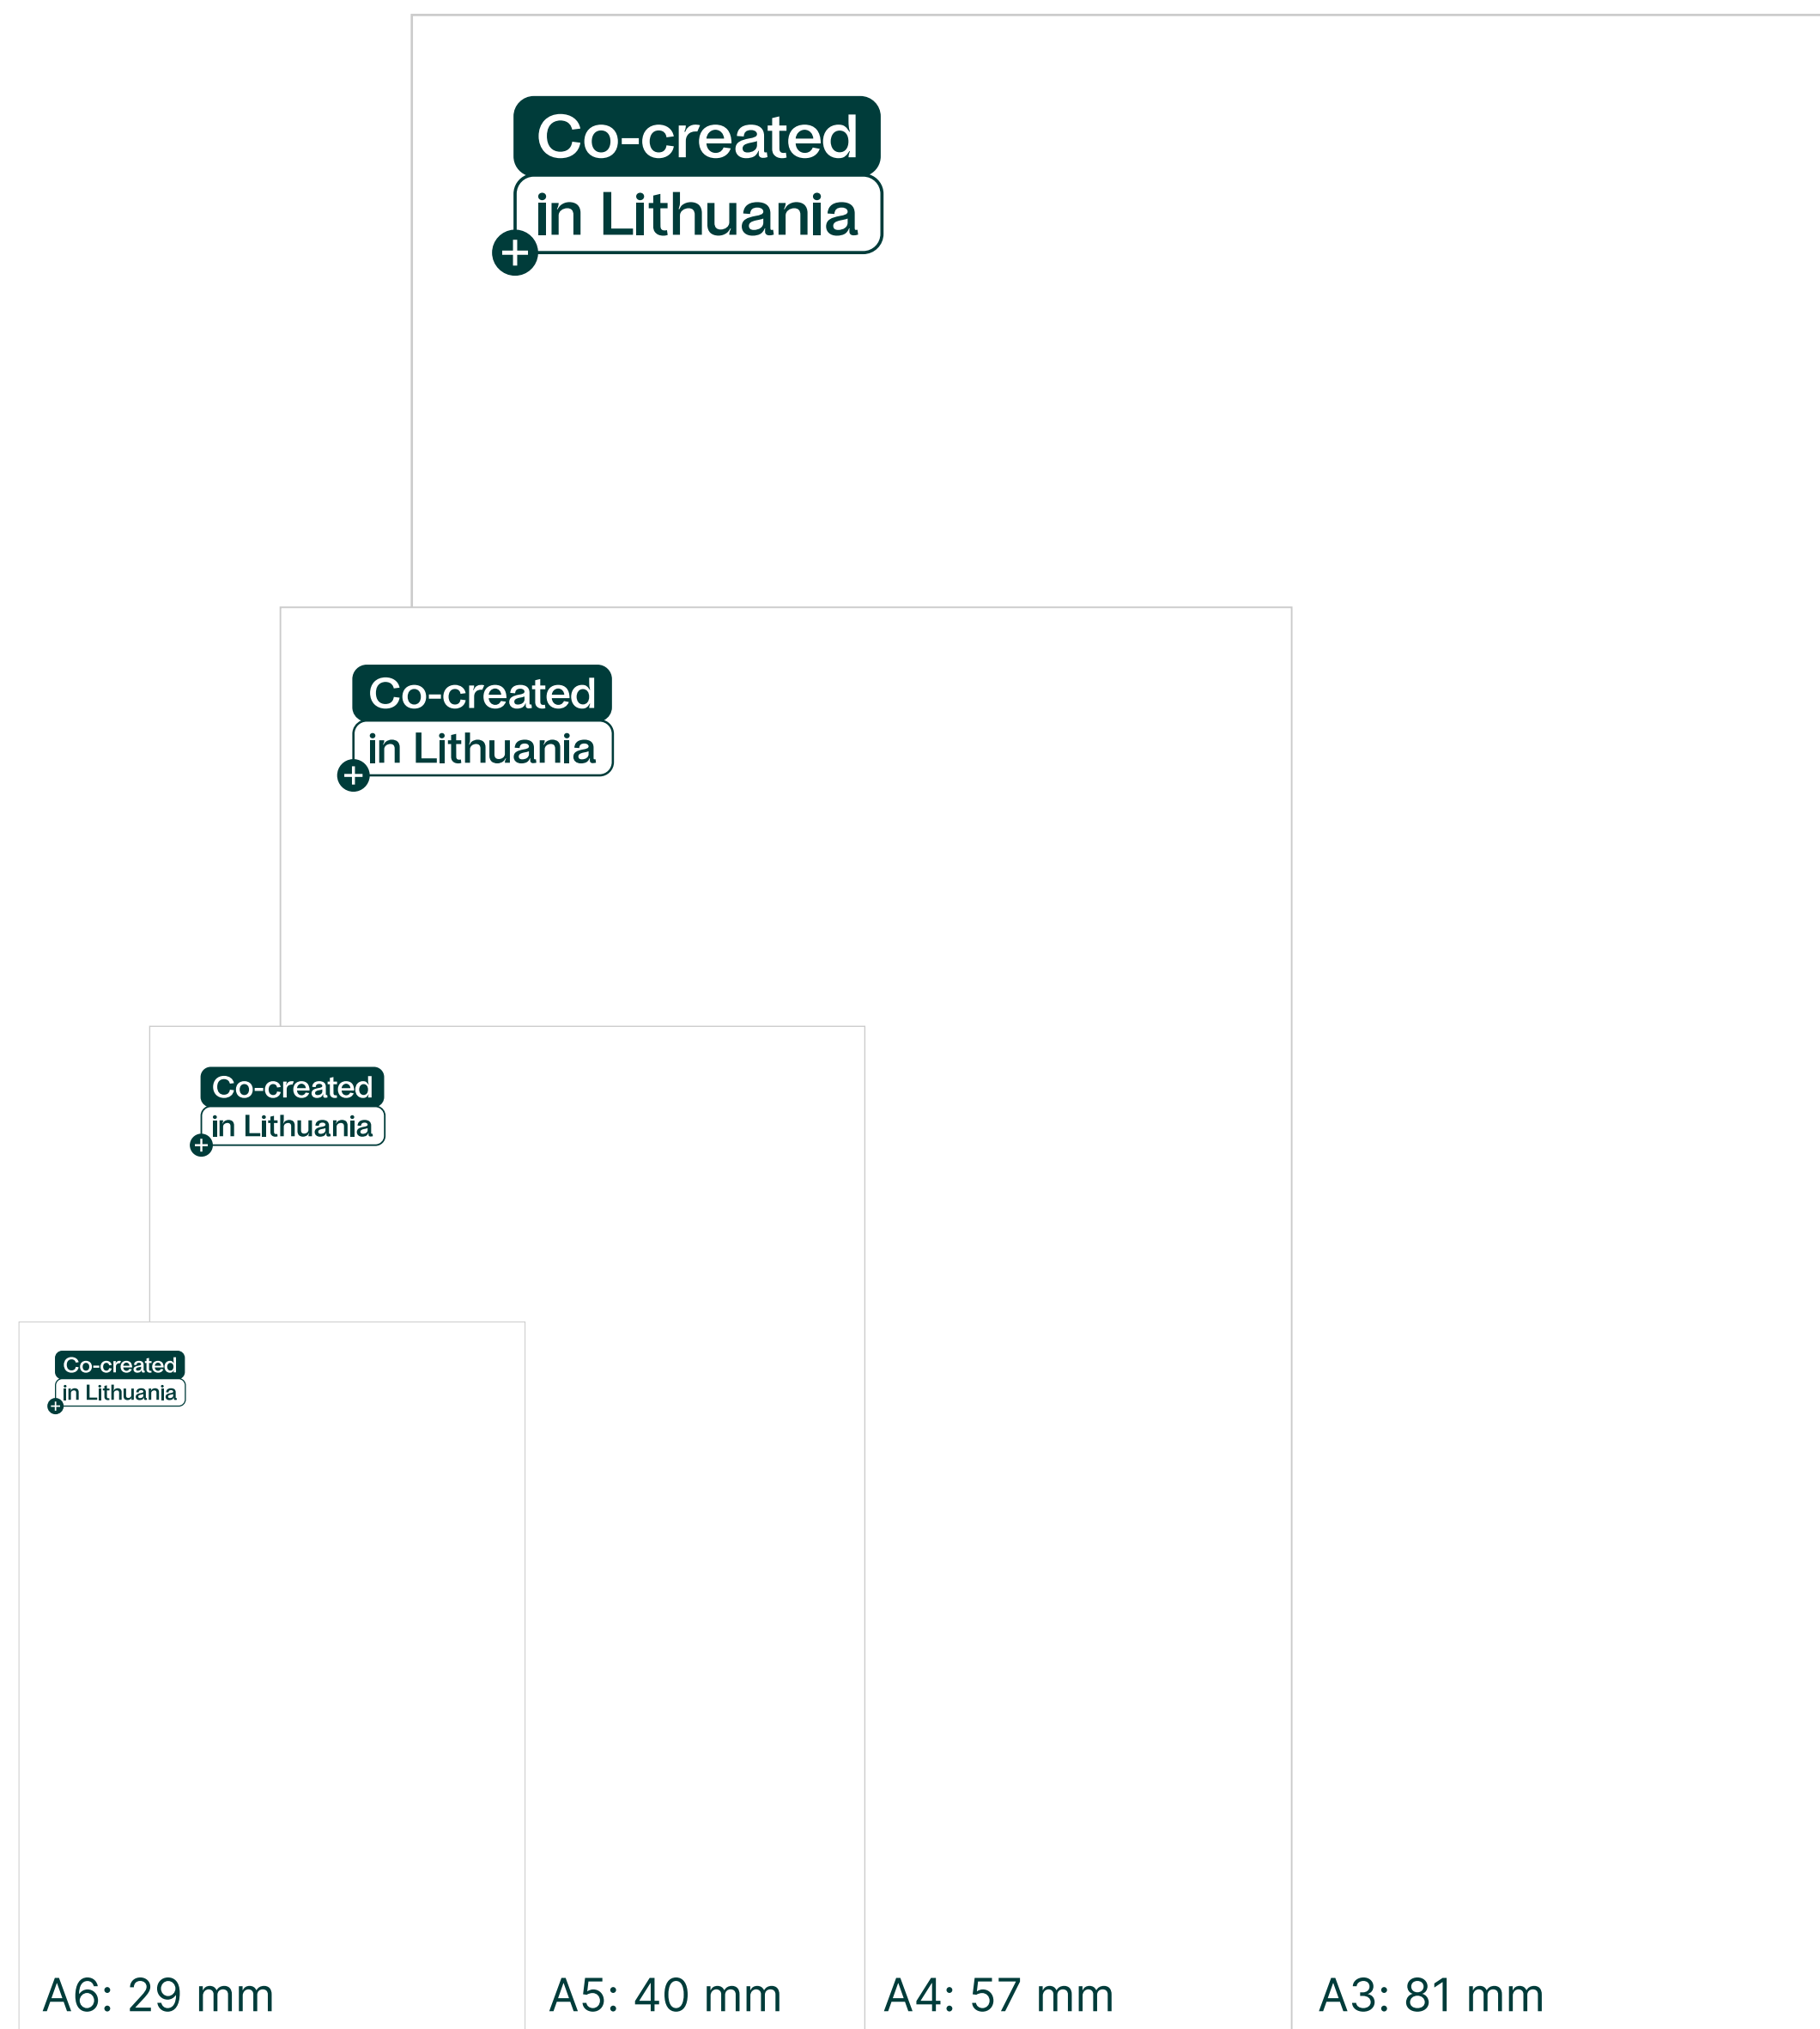 Co-created
in Lithuania
Co-created
in Lithuania
Co-created
in Lithuania
Co-created
in Lithuania
A6: 29 mm
A5: 40 mm
A4: 57 mm
A3: 81 mm